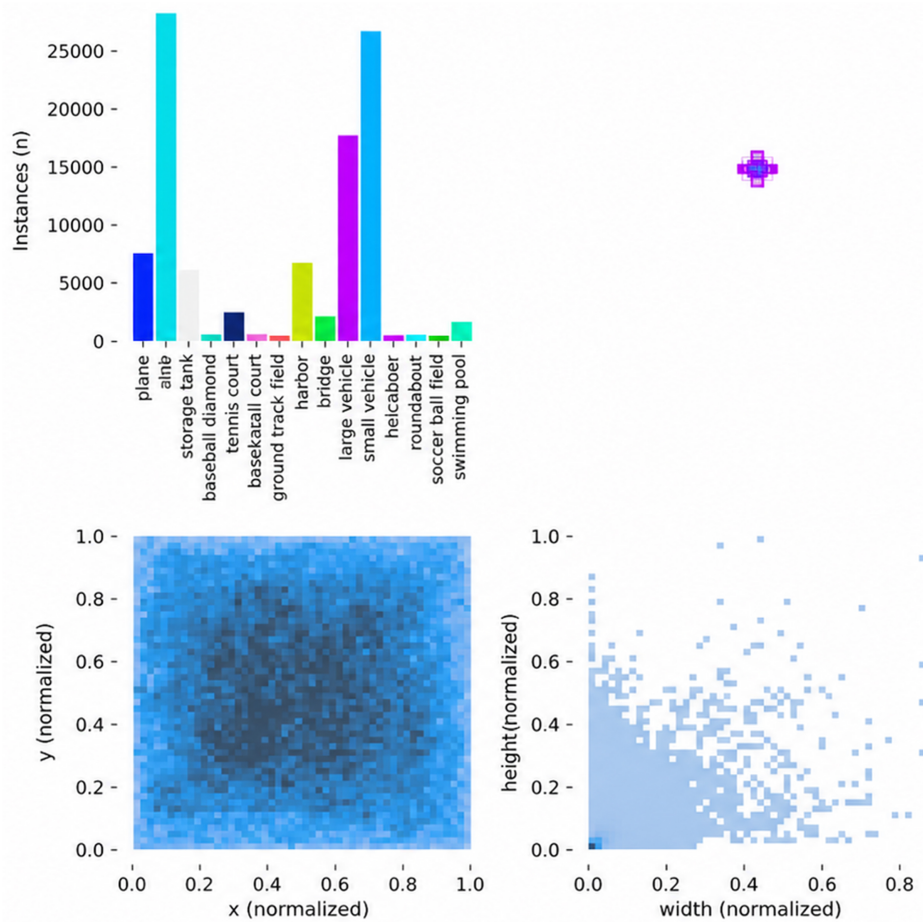 25000
20000
15000
10000
5000
0
Instances (n)
plane
storage tank
baseball diamond
tennis court
basekatall court
ground track field
harbor
bridge
large vehicle
small vehicle
helcaboer
roundabout
soccer ball field
swimming pool
1.0
0.8
0.6
0.4
0.2
0.0
y (normalized)
0.0 0.2 0.4 0.6 0.8 1.0
x (normalized)
1.0
0.8
0.6
0.4
0.2
0.0
height(normalized)
0.0 0.2 0.4 0.6 0.8
width (normalized)